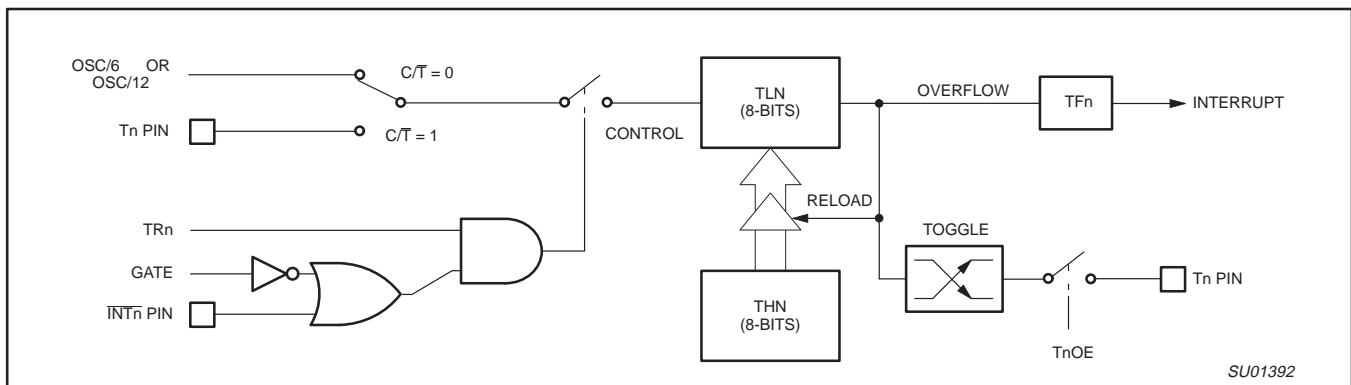 OSC/6 OR
OSC/12
C/T̅ = 0
Tn PIN
C/T̅ = 1
CONTROL
TLN
(8-BITS)
OVERFLOW
TFn
INTERRUPT
RELOAD
TRn
GATE
I̅N̅T̅n̅ PIN
THN
(8-BITS)
TOGGLE
Tn PIN
TnOE
SU01392